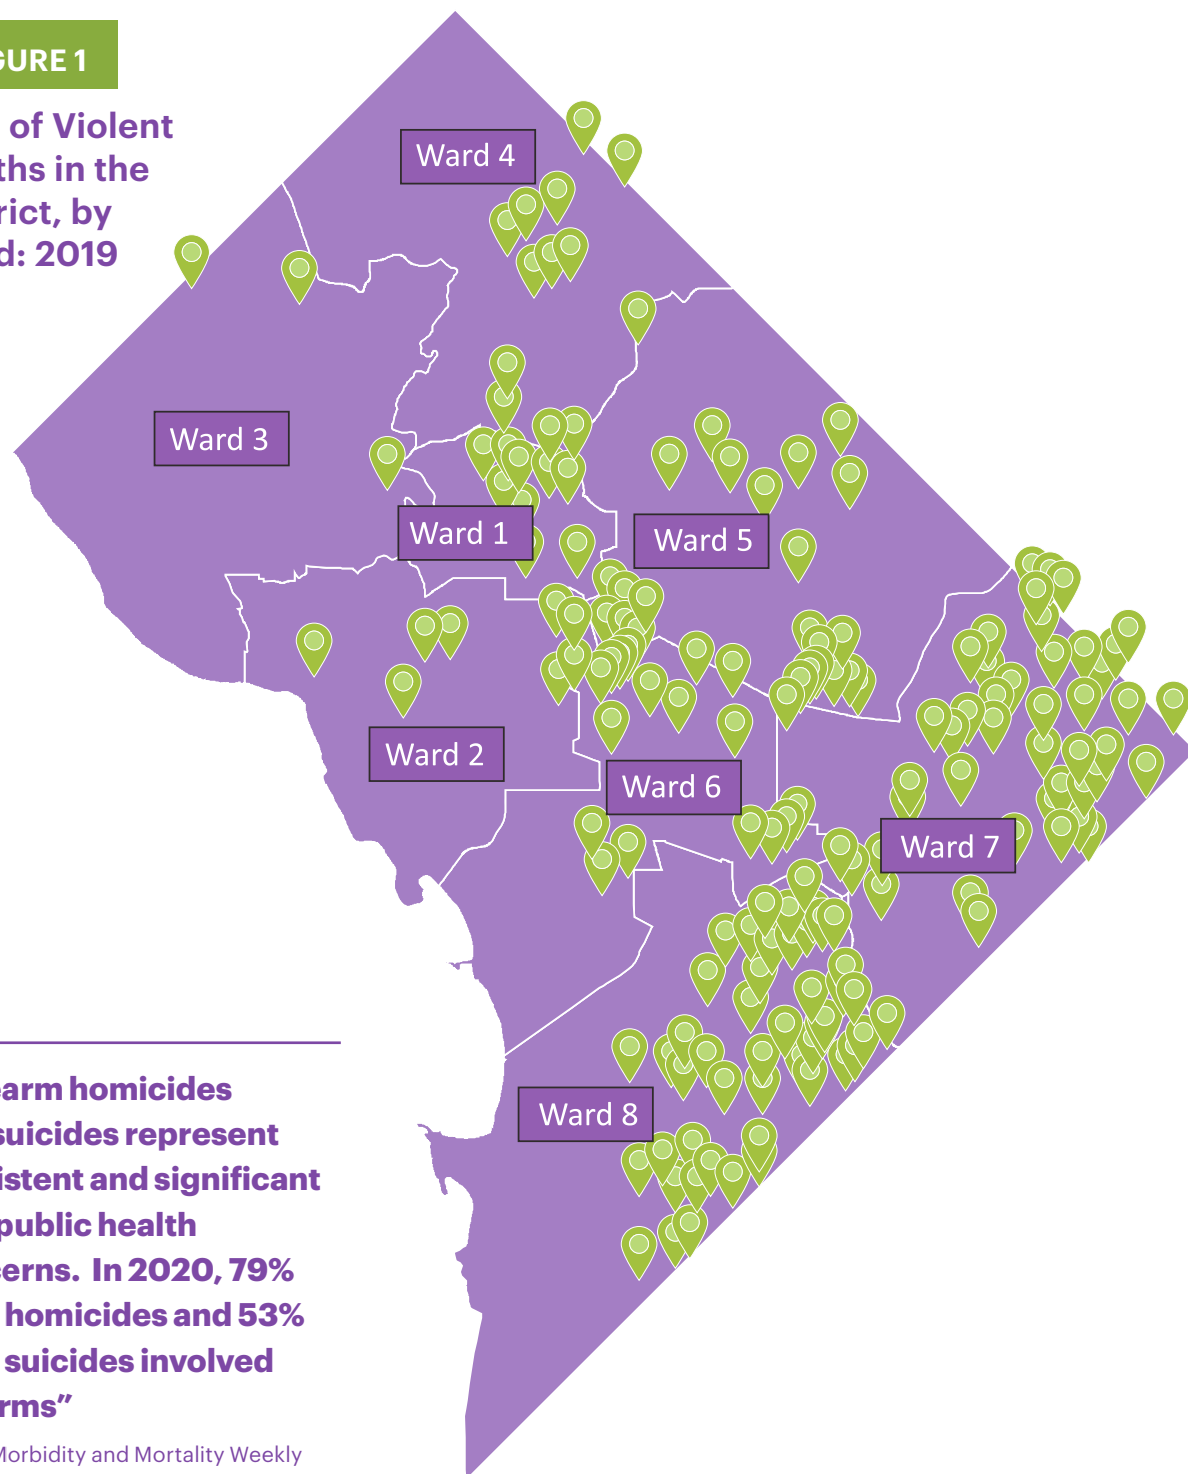 GURE 1
of Violent
ths in the
rict, by
d: 2019
Ward 4
Ward 3
Ward 1
Ward 5
Ward 2
Ward 6
Ward 7
Ward 8
earm homicides
suicides represent
istent and significant
public health
cerns. In 2020, 79%
homicides and 53%
suicides involved
rms”
Morbidity and Mortality Weekly